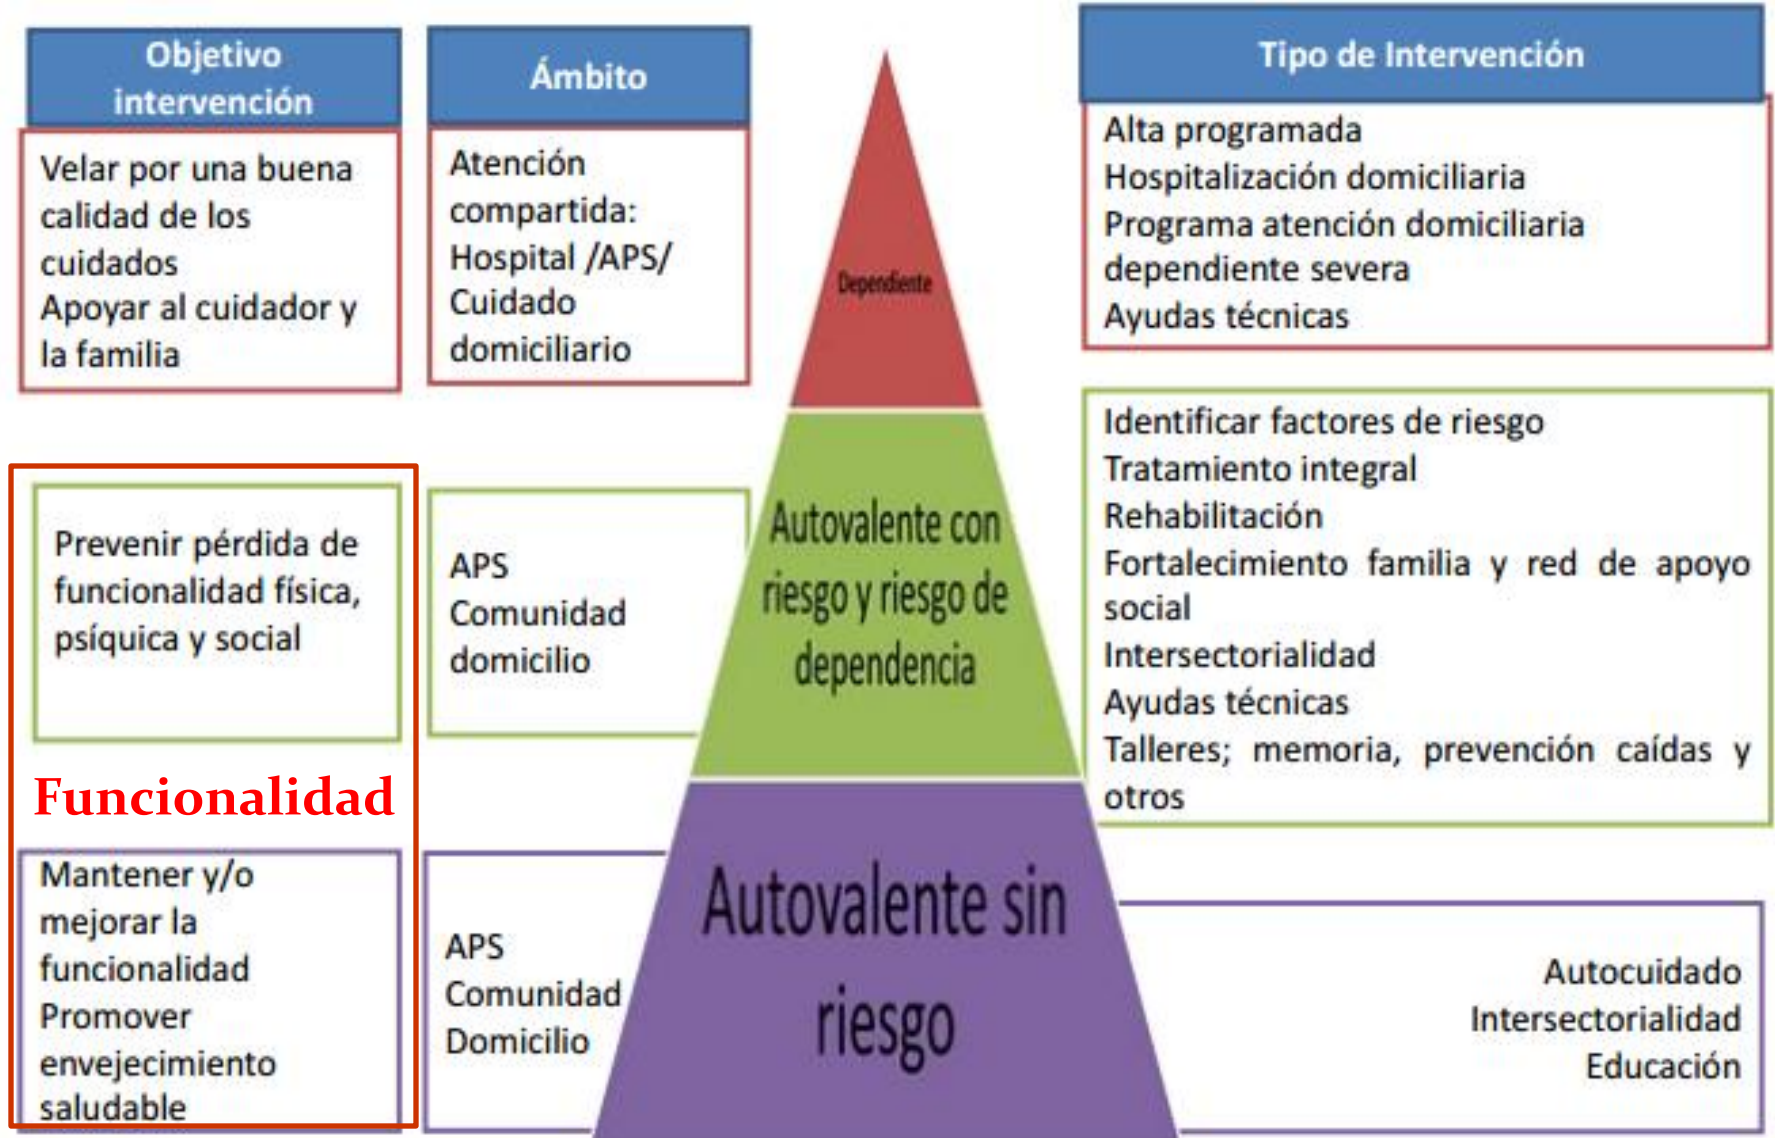 Objetivo
intervención
Ámbito
Tipo de Intervención
Velar por una buena
calidad de los
cuidados
Apoyar al cuidador y
la familia
Atención
compartida:
Hospital /APS/
Cuidado
domiciliario
Dependiente
Alta programada
Hospitalización domiciliaria
Programa atención domiciliaria
dependiente severa
Ayudas técnicas
Prevenir pérdida de
funcionalidad física,
psíquica y social
APS
Comunidad
domicilio
Autovalente con
riesgo y riesgo de
dependencia
Identificar factores de riesgo
Tratamiento integral
Rehabilitación
Fortalecimiento familia y red de apoyo
social
Intersectorialidad
Ayudas técnicas
Talleres; memoria, prevención caídas y
otros
Funcionalidad
Mantener y/o
mejorar la
funcionalidad
Promover
envejecimiento
saludable
APS
Comunidad
Domicilio
Autovalente sin
riesgo
Autocuidado
Intersectorialidad
Educación